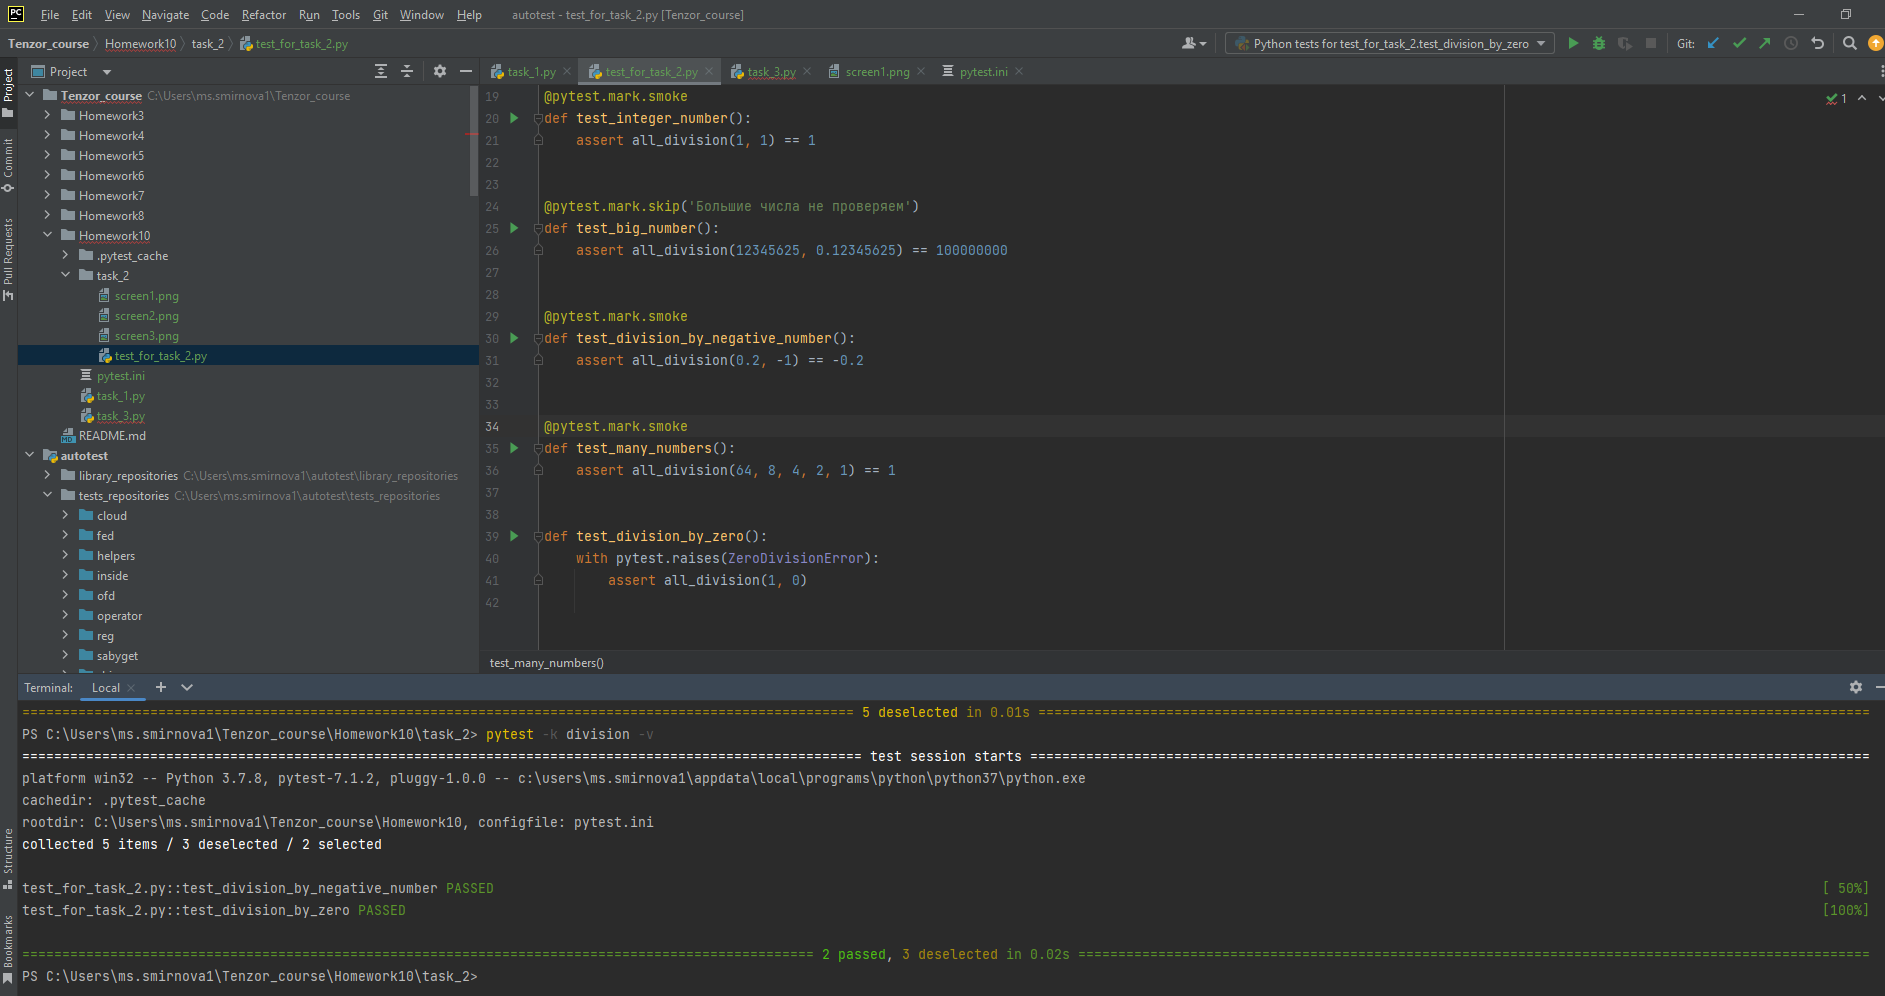 PC File Edit View Navigate Code Refactor Run Tools Git Window Help autotest - test_for_task_2.py [Tenzor_course]
Tenzor_course Homework10 task_2 test_for_task_2.py Python tests for test_for_task_2.test_division_by_zero Git:
Project
Commit
Pull Requests
Structure
Bookmarks
Project
Tenzor_course C:\Users\ms.smirnova1\Tenzor_course
Homework3
Homework4
Homework5
Homework6
Homework7
Homework8
Homework10
.pytest_cache
task_2
screen1.png
screen2.png
screen3.png
test_for_task_2.py
pytest.ini
task_1.py
task_3.py
README.md
autotest
library_repositories C:\Users\ms.smirnova1\autotest\library_repositories
tests_repositories C:\Users\ms.smirnova1\autotest\tests_repositories
cloud
fed
helpers
inside
ofd
operator
reg
sabyget
task_1.py test_for_task_2.py task_3.py screen1.png pytest.ini
1
19 @pytest.mark.smoke
20 def test_integer_number():
21 assert all_division(1, 1) == 1
22
23
24 @pytest.mark.skip('Большие числа не проверяем')
25 def test_big_number():
26 assert all_division(12345625, 0.12345625) == 100000000
27
28
29 @pytest.mark.smoke
30 def test_division_by_negative_number():
31 assert all_division(0.2, -1) == -0.2
32
33
34 @pytest.mark.smoke
35 def test_many_numbers():
36 assert all_division(64, 8, 4, 2, 1) == 1
37
38
39 def test_division_by_zero():
40 with pytest.raises(ZeroDivisionError):
41 assert all_division(1, 0)
42
test_many_numbers()
Terminal: Local
======== 5 deselected in 0.01s ========
PS C:\Users\ms.smirnova1\Tenzor_course\Homework10\task_2> pytest -k division -v
======== test session starts ========
platform win32 -- Python 3.7.8, pytest-7.1.2, pluggy-1.0.0 -- c:\users\ms.smirnova1\appdata\local\programs\python\python37\python.exe
cachedir: .pytest_cache
rootdir: C:\Users\ms.smirnova1\Tenzor_course\Homework10, configfile: pytest.ini
collected 5 items / 3 deselected / 2 selected
test_for_task_2.py::test_division_by_negative_number PASSED [ 50%]
test_for_task_2.py::test_division_by_zero PASSED [100%]
======== 2 passed, 3 deselected in 0.02s ========
PS C:\Users\ms.smirnova1\Tenzor_course\Homework10\task_2>